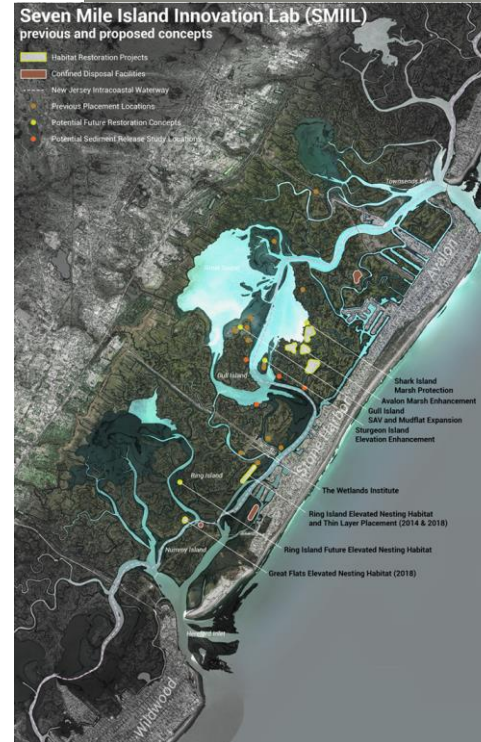 Seven Mile Island Innovation Lab (SMIIL)
previous and proposed concepts
Habitat Restoration Projects
Confined Disposal Facilities
New Jersey Intracoastal Waterway
Previous Placement Locations
Potential Future Restoration Concepts
Potential Sediment Release Study Locations
Townsends Inlet
Avalon
Gull Island
Shark Island
Marsh Protection
Avalon Marsh Enhancement
Gull Island
SAV and Mudflat Expansion
Sturgeon Island
Elevation Enhancement
Stone Harbor
Ring Island
The Wetlands Institute
Ring Island Elevated Nesting Habitat
and Thin Layer Placement (2014 & 2018)
Nummy Island
Ring Island Future Elevated Nesting Habitat
Great Flats Elevated Nesting Habitat (2018)
Hereford Inlet
Wildwood